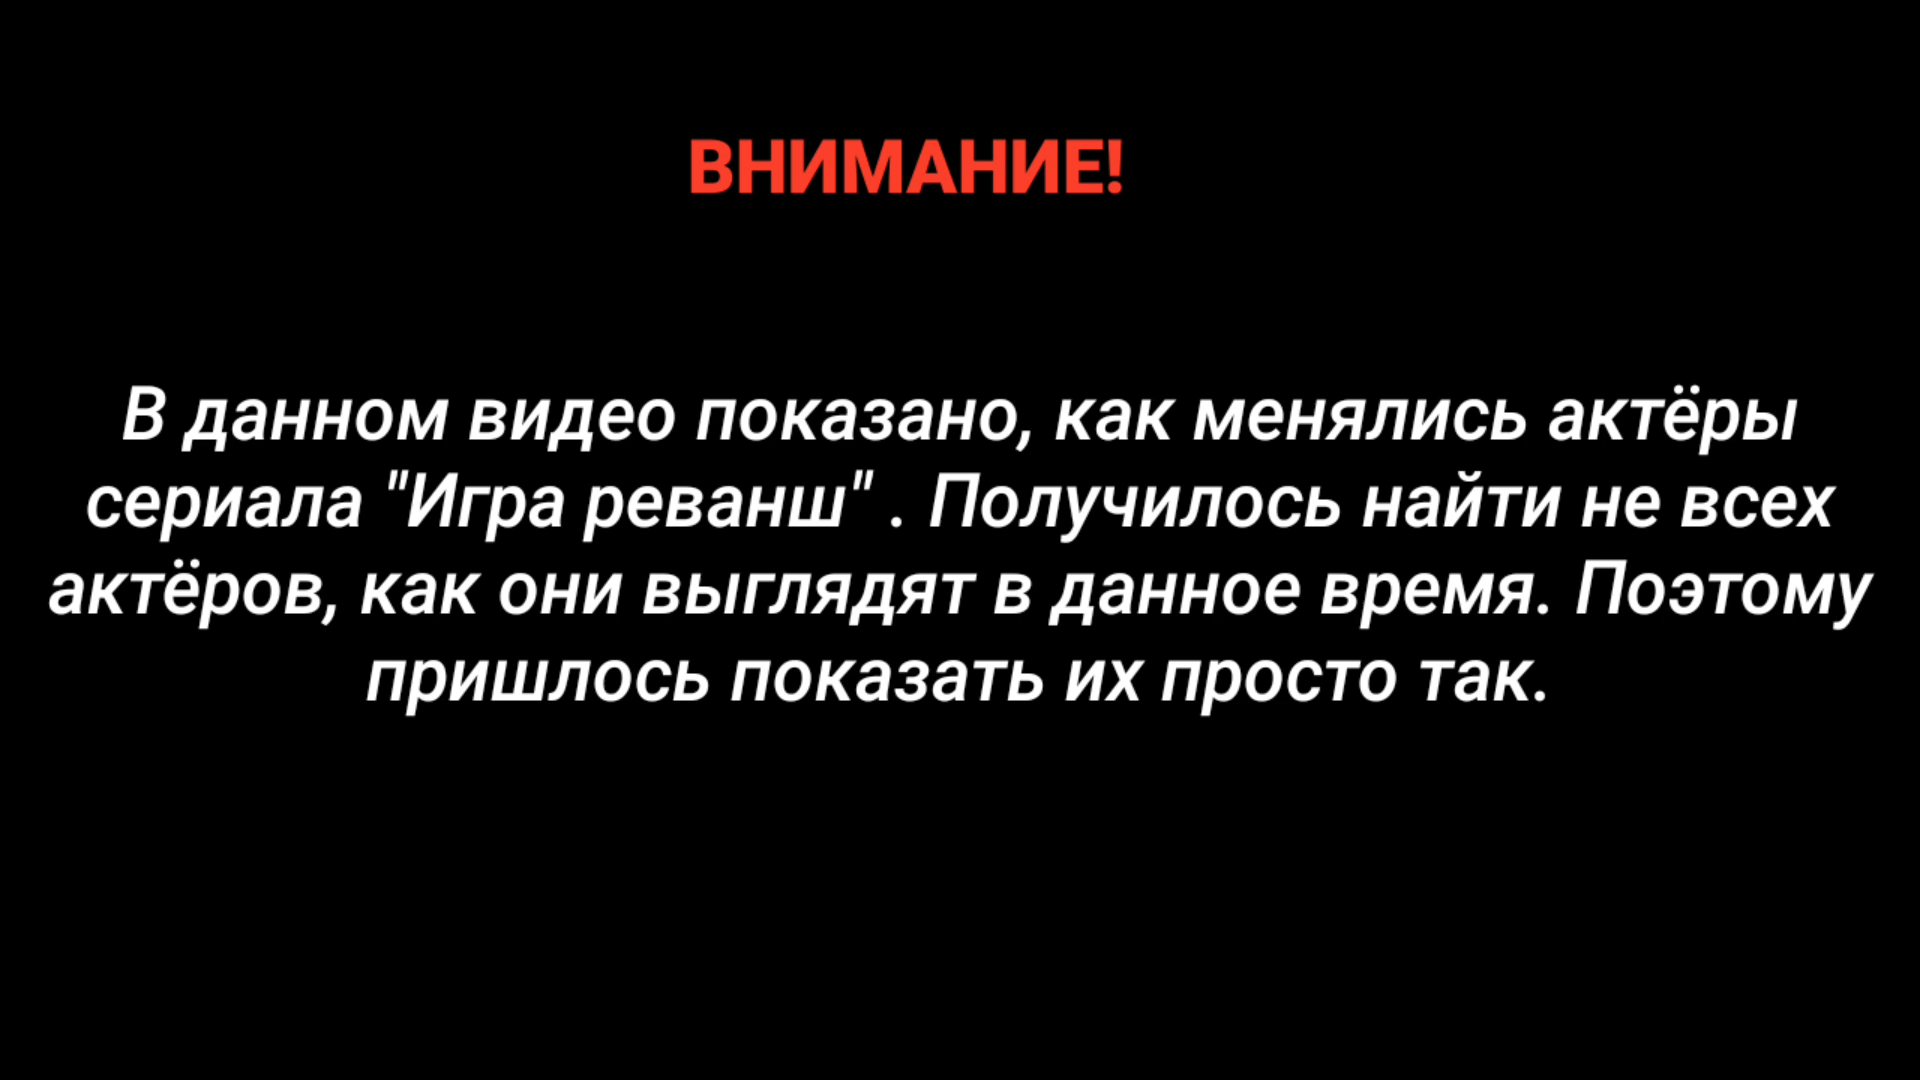 ВНИМАНИЕ!
В данном видео показано, как менялись актёры
сериала "Игра реванш" . Получилось найти не всех
актёров, как они выглядят в данное время. Поэтому
пришлось показать их просто так.